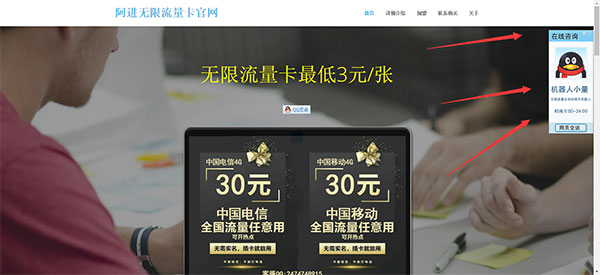 阿进无限流量卡官网
首页 详细介绍 加盟 联系购买 关于
无限流量卡最低3元/张
QQ交谈
中国电信4G
30元
中国电信
全国流量任意用
可开热点
无需实名,插卡就能用
中国移动4G
30元
中国移动
全国流量任意用
可开热点
无需实名,插卡就能用
客服QQ:2474748915
在线咨询
机器人小量
时间 0:00-24:00
网页交谈